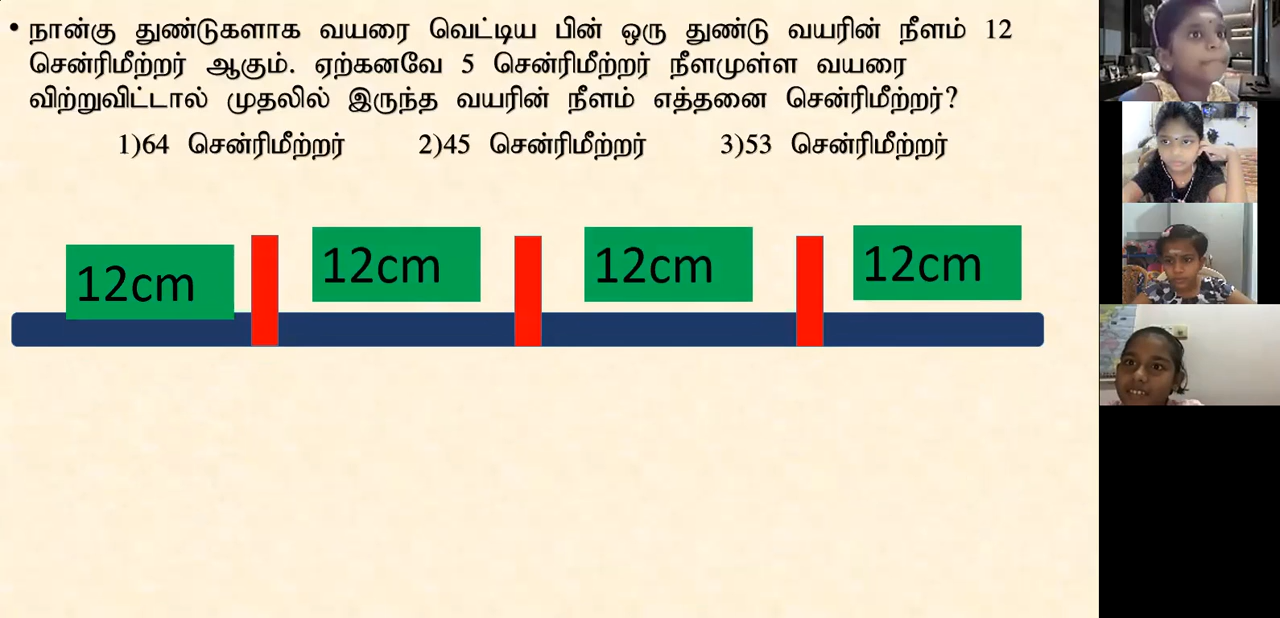 • நான்கு துண்டுகளாக வயரை வெட்டிய பின் ஒரு துண்டு வயரின் நீளம் 12
சென்ரிமீற்றர் ஆகும். ஏற்கனவே 5 சென்ரிமீற்றர் நீளமுள்ள வயரை
விற்றுவிட்டால் முதலில் இருந்த வயரின் நீளம் எத்தனை சென்ரிமீற்றர்?
1)64 சென்ரிமீற்றர் 2)45 சென்ரிமீற்றர் 3)53 சென்ரிமீற்றர்
12cm 12cm 12cm 12cm